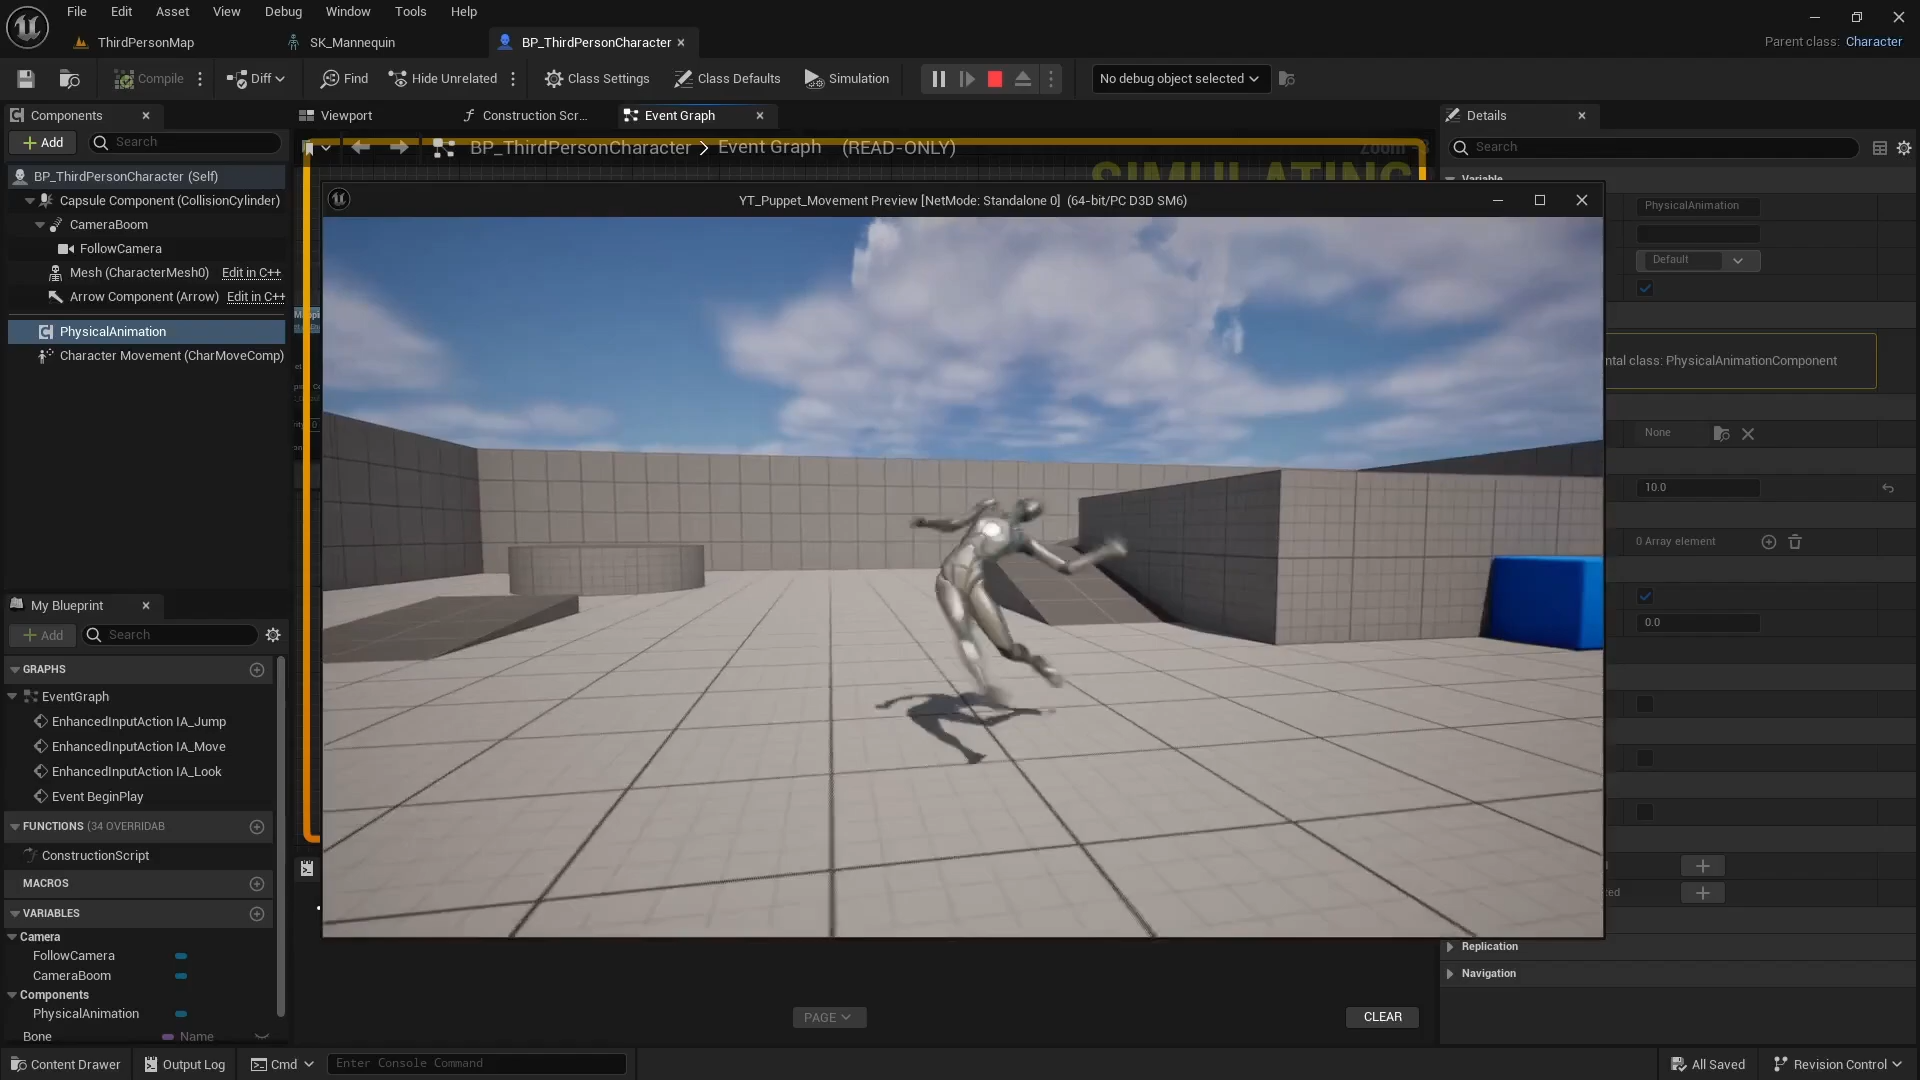 File Edit Asset View Debug Window Tools Help
ThirdPersonMap SK_Mannequin BP_ThirdPersonCharacter
Parent class: Character
Compile Diff Find Hide Unrelated Class Settings Class Defaults Simulation No debug object selected
Components
Add Search
BP_ThirdPersonCharacter (Self)
Capsule Component (CollisionCylinder)
CameraBoom
FollowCamera
Mesh (CharacterMesh0) Edit in C++
Arrow Component (Arrow) Edit in C++
PhysicalAnimation
Character Movement (CharMoveComp)
My Blueprint
Add Search
GRAPHS
EventGraph
EnhancedInputAction IA_Jump
EnhancedInputAction IA_Move
EnhancedInputAction IA_Look
Event BeginPlay
FUNCTIONS (34 OVERRIDAB
ConstructionScript
MACROS
VARIABLES
Camera
FollowCamera
CameraBoom
Components
PhysicalAnimation
Bone Name
Viewport Construction Scr... Event Graph
BP_ThirdPersonCharacter > Event Graph (READ-ONLY)
Zoom -3
SIMULATING
YT_Puppet_Movement Preview [NetMode: Standalone 0] (64-bit/PC D3D SM6)
PAGE
CLEAR
Details
Search
Variable
PhysicalAnimation
Default
ntal class: PhysicalAnimationComponent
None
10.0
0 Array element
0.0
ted
Replication
Navigation
Content Drawer Output Log Cmd Enter Console Command
All Saved Revision Control